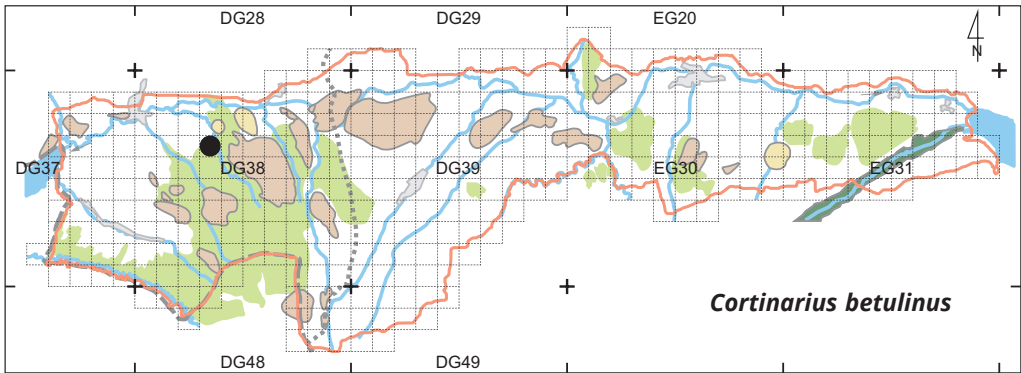 DG28 DG29 EG20
N
DG37 DG38 DG39 EG30 EG31
Cortinarius betulinus
DG48 DG49